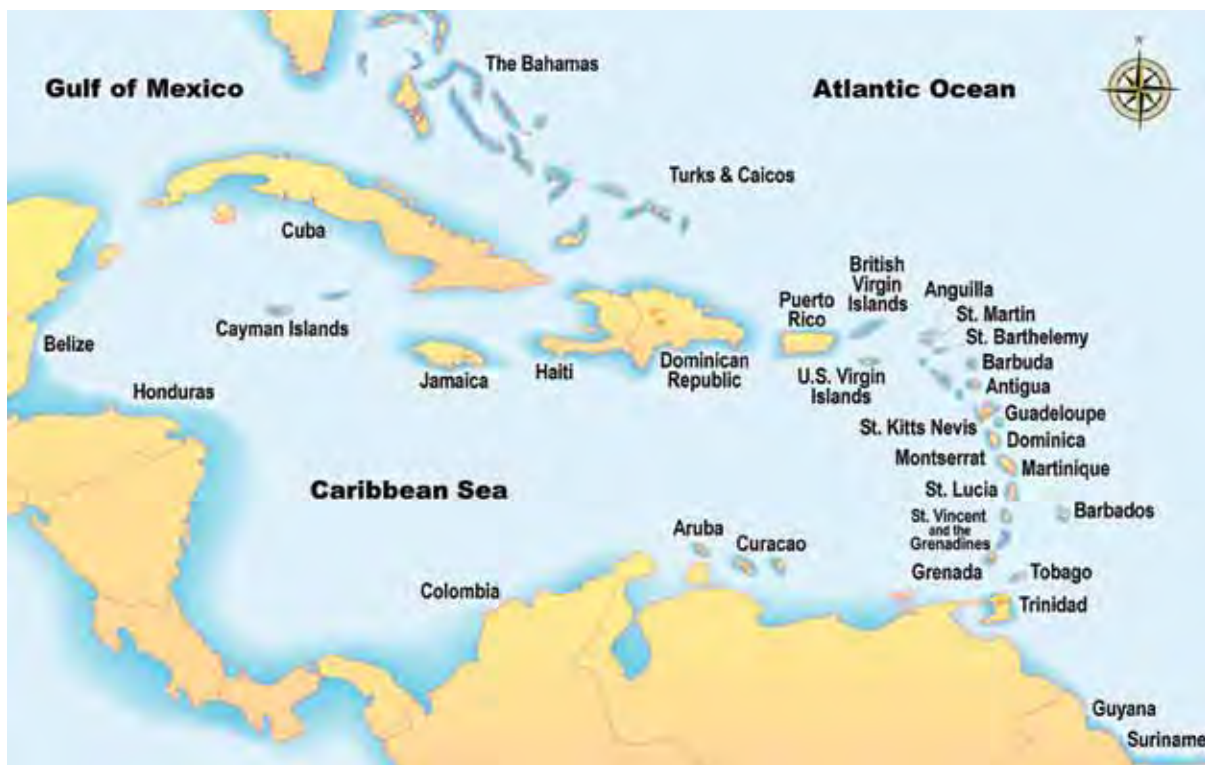 The Bahamas
Gulf of Mexico
Atlantic Ocean
N
Turks & Caicos
Cuba
British
Virgin
Islands
Puerto
Rico
Anguilla
St. Martin
St. Barthelemy
Cayman Islands
Belize
Jamaica
Haiti
Dominican
Republic
U.S. Virgin
Islands
Barbuda
Antigua
Honduras
Guadeloupe
St. Kitts Nevis
Dominica
Montserrat
Martinique
Caribbean Sea
St. Lucia
St. Vincent
and the
Grenadines
Barbados
Aruba
Curacao
Grenada
Tobago
Colombia
Trinidad
Guyana
Suriname